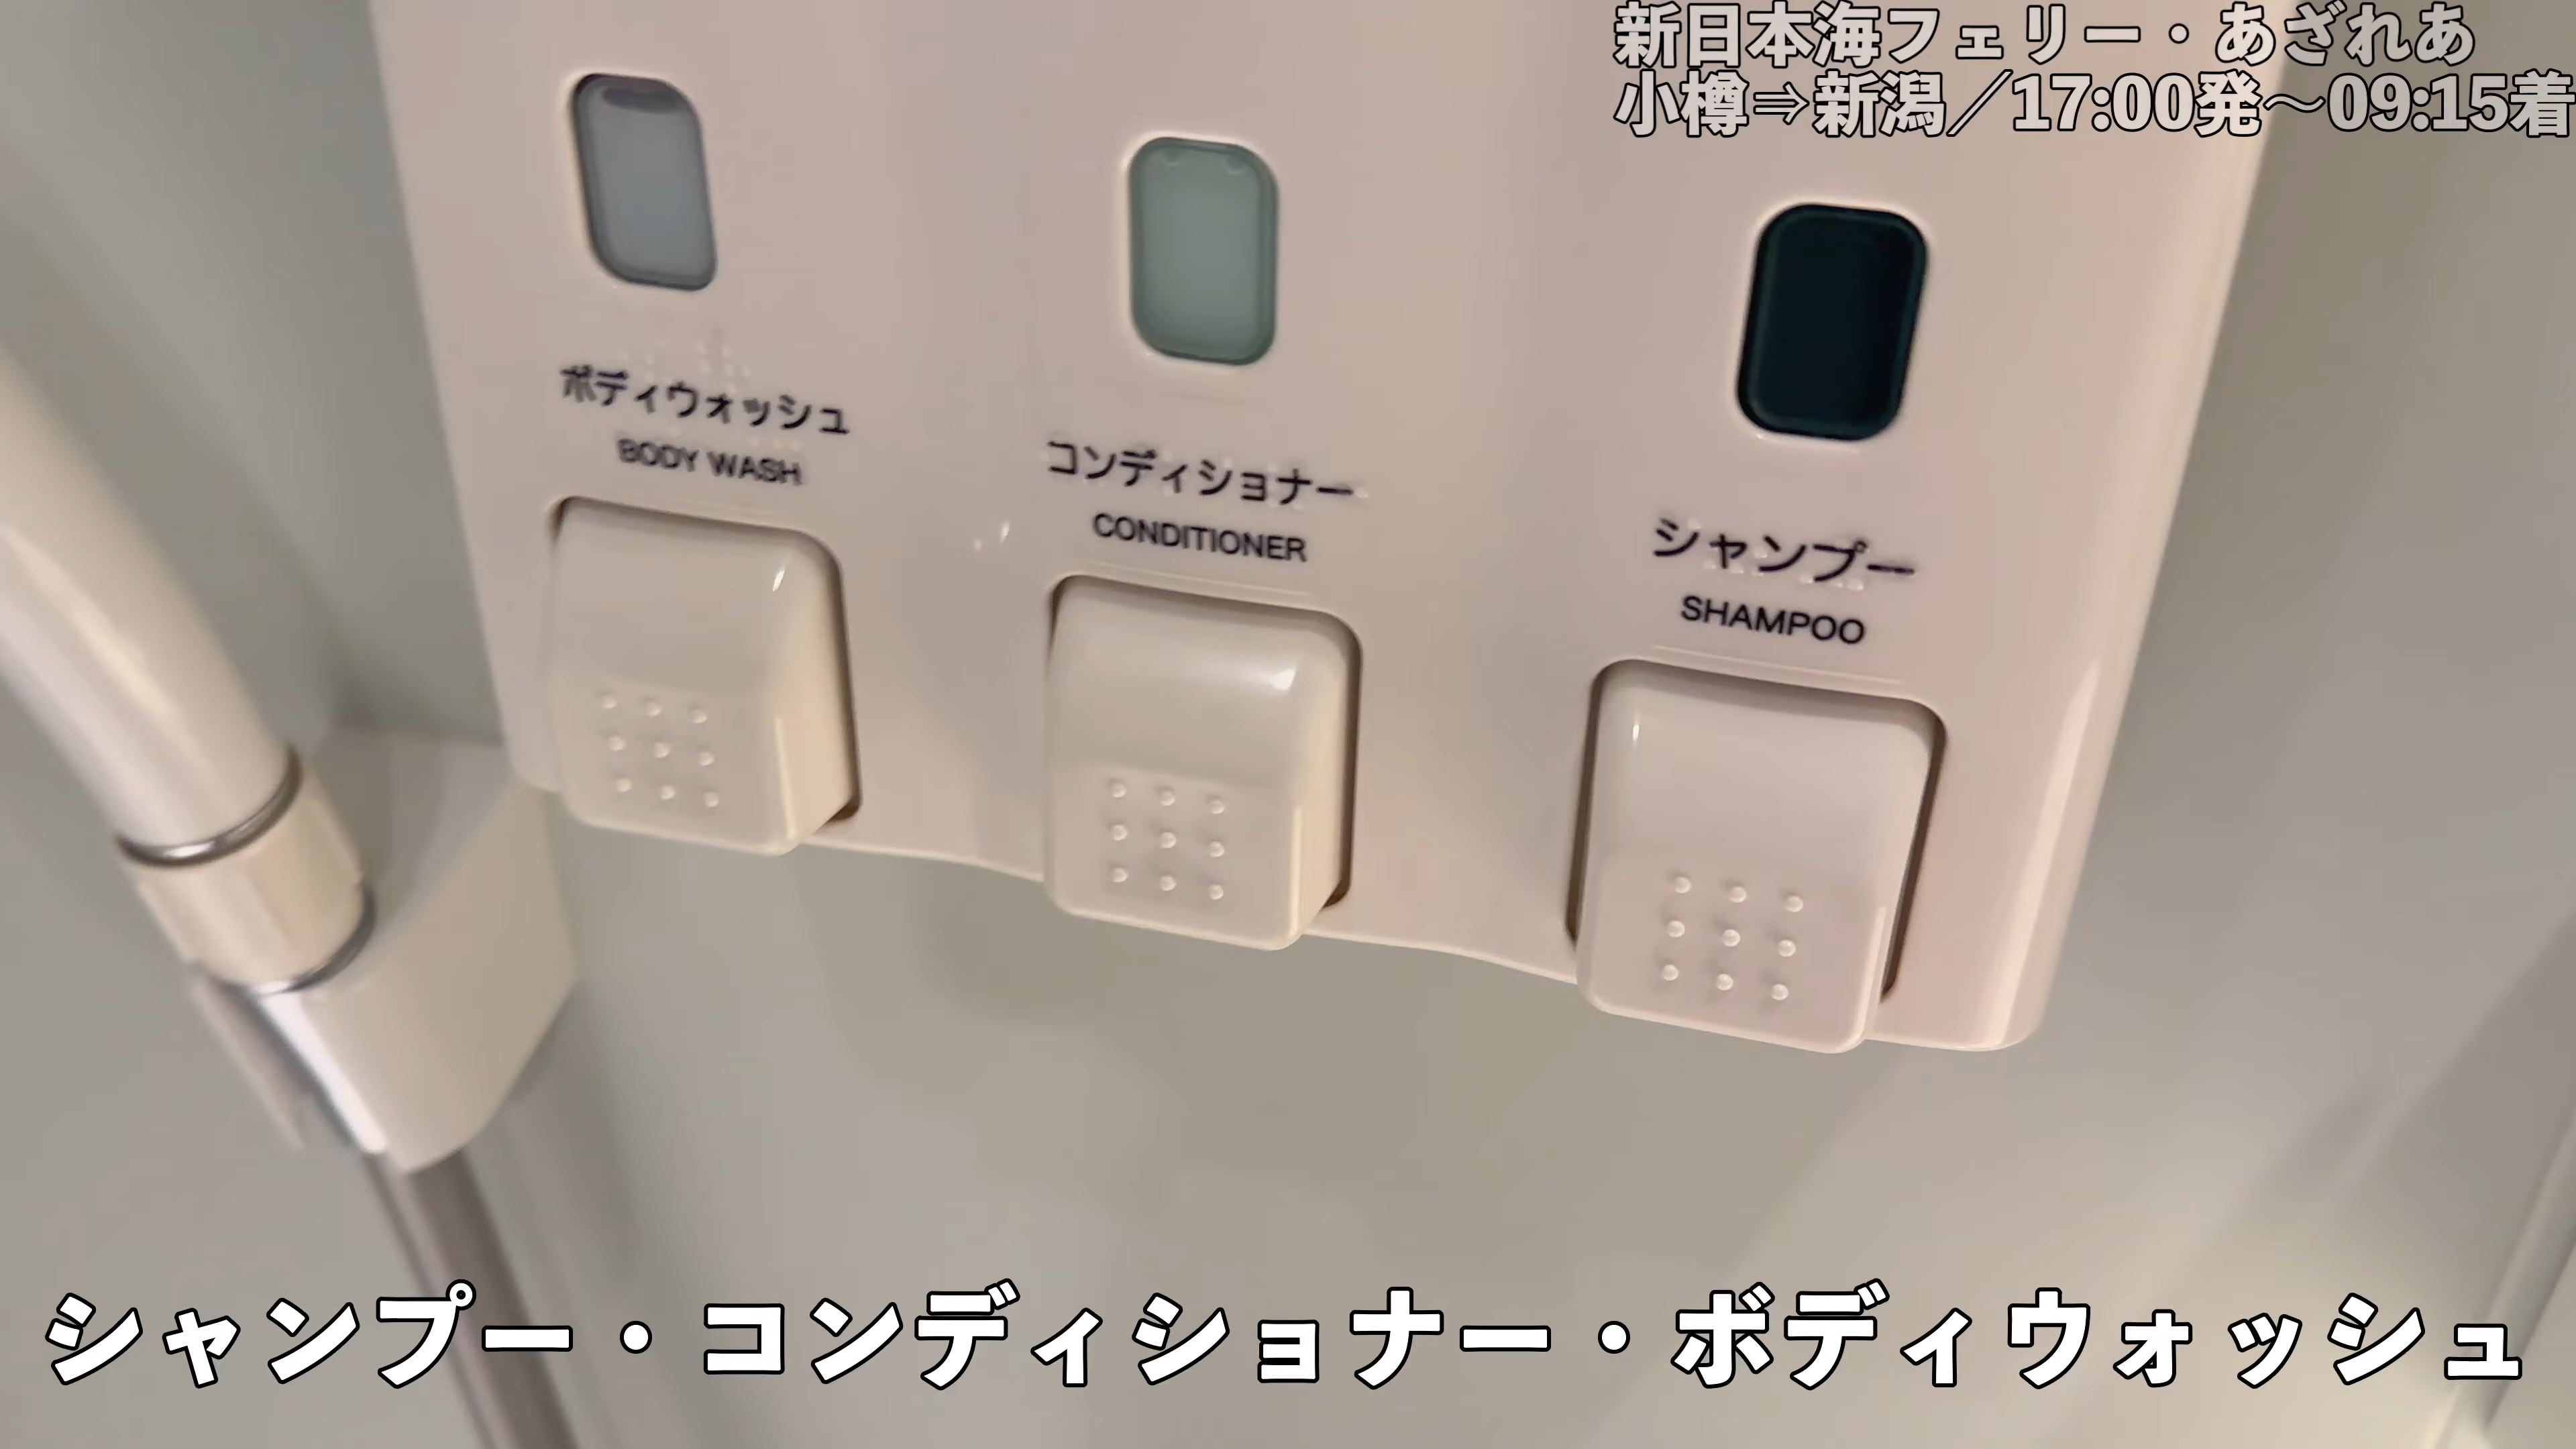 新日本海フェリー・あざれあ
小樽⇒新潟／17:00発～09:15着
ボディウォッシュ
BODY WASH
コンディショナー
CONDITIONER
シャンプー
SHAMPOO
シャンプー・コンディショナー・ボディウォッシュ